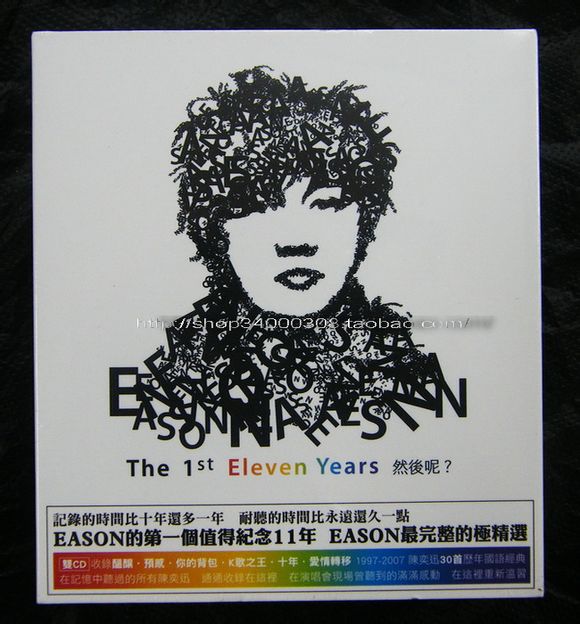 http://shop34000308.taobao.com/
The 1st Eleven Years 然後呢？
記錄的時間比十年還多一年 耐聽的時間比永遠還久一點
EASON的第一個值得紀念11年 EASON最完整的極精選
雙CD 收錄醞釀·預感·你的背包·K歌之王·十年·愛情轉移 1997-2007 陳奕迅30首歷年國語經典
在記憶中聽過的所有陳奕迅 通通收錄在這裡 在演唱會現場曾聽到的滿滿感動 在這裡重新溫習